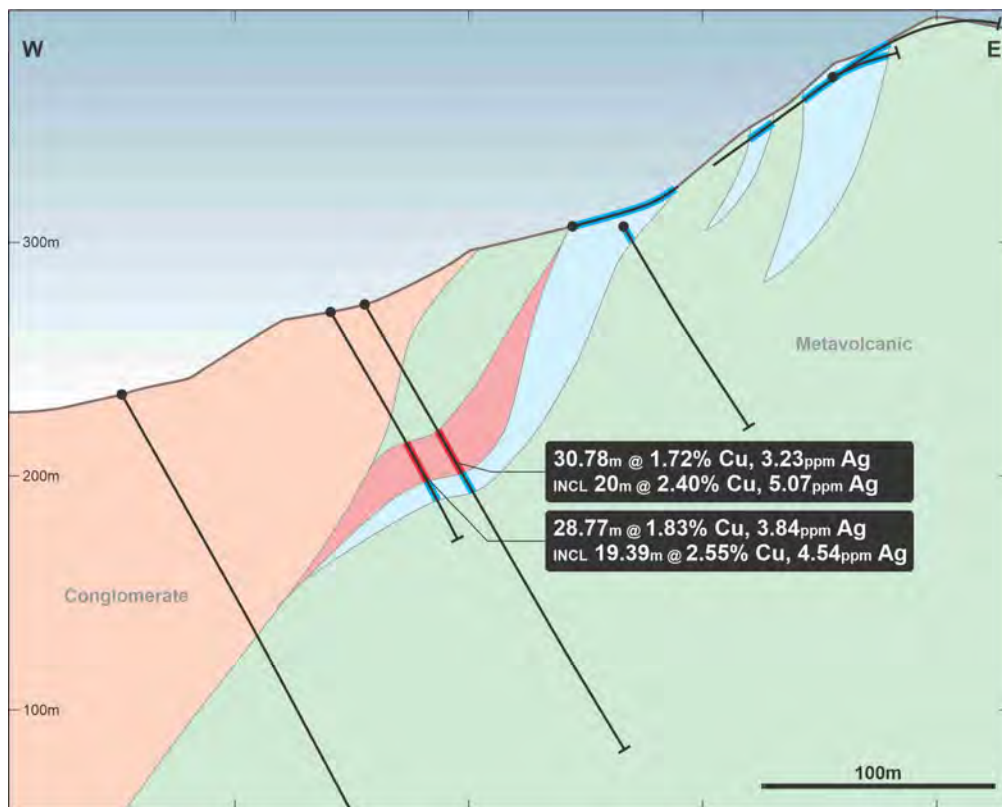 W
E
300m
Metavolcanic
30.78m @ 1.72% Cu, 3.23ppm Ag
INCL 20m @ 2.40% Cu, 5.07ppm Ag
200m
28.77m @ 1.83% Cu, 3.84ppm Ag
INCL 19.39m @ 2.55% Cu, 4.54ppm Ag
Conglomerate
100m
100m